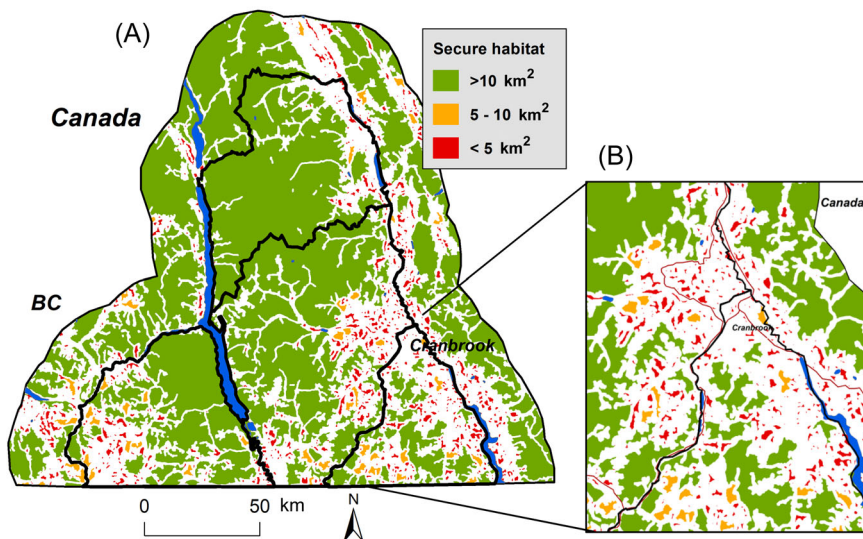 (A)
Canada
BC
Cranbrook
Secure habitat
>10 km²
5 - 10 km²
< 5 km²
(B)
Canada
Cranbrook
0 50 km
N